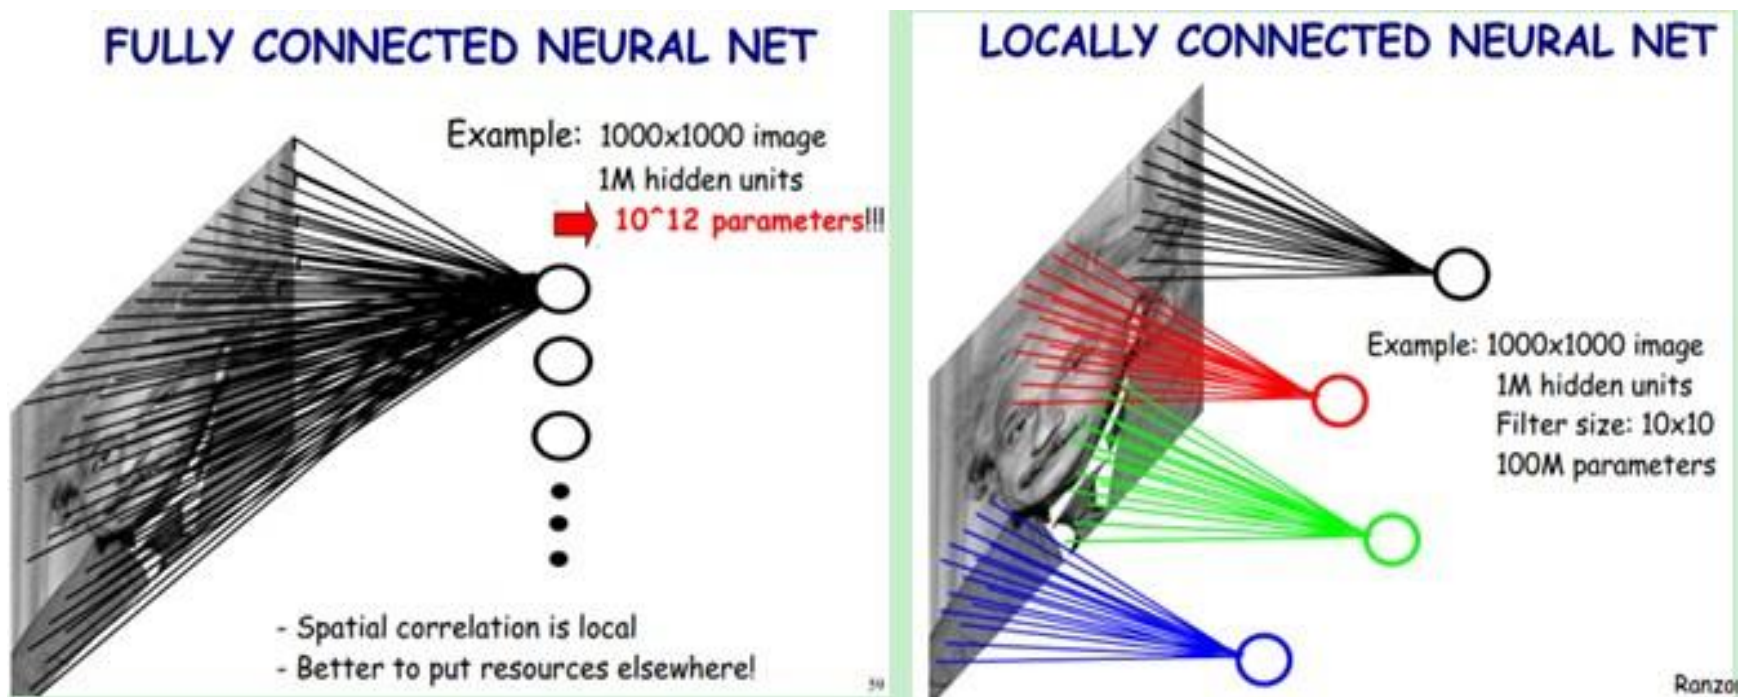 FULLY CONNECTED NEURAL NET
Example: 1000x1000 image
1M hidden units
10^12 parameters!!!
- Spatial correlation is local
- Better to put resources elsewhere!
LOCALLY CONNECTED NEURAL NET
Example: 1000x1000 image
1M hidden units
Filter size: 10x10
100M parameters